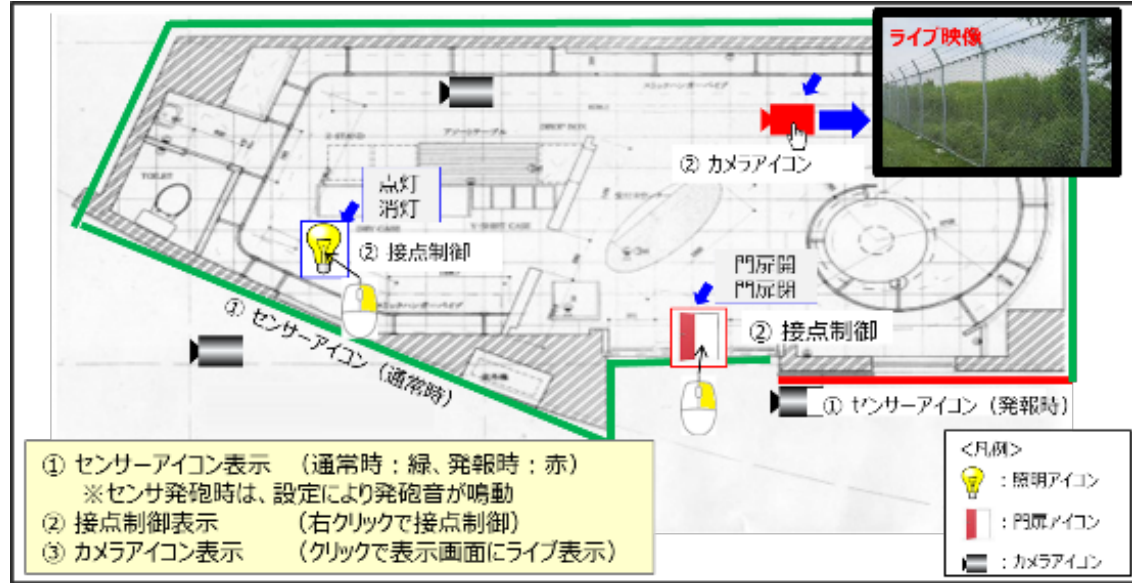 ライブ映像
② カメラアイコン
点灯
消灯
② 接点制御
TOILET
門扉開
門扉閉
② 接点制御
① センサーアイコン（通常時）
① センサーアイコン（発報時）
① センサーアイコン表示　（通常時：緑、発報時：赤）
※センサ発砲時は、設定により発砲音が鳴動
② 接点制御表示　（右クリックで接点制御）
③ カメラアイコン表示　（クリックで表示画面にライブ表示）
<凡例>
：照明アイコン
：門扉アイコン
：カメラアイコン